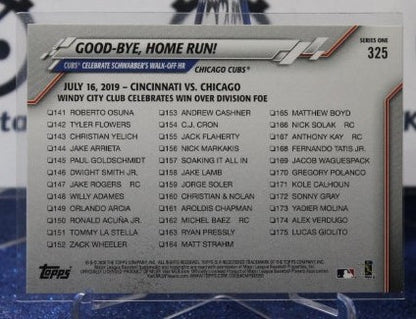 SERIES ONE
325
GOOD-BYE, HOME RUN!
CUBS® CELEBRATE SCHWARBER'S WALK-OFF HR
CHICAGO CUBS®
JULY 16, 2019 – CINCINNATI VS. CHICAGO
WINDY CITY CLUB CELEBRATES WIN OVER DIVISION FOE
❑141 ROBERTO OSUNA
❑142 TYLER FLOWERS
❑143 CHRISTIAN YELICH
❑144 JAKE ARRIETA
❑145 PAUL GOLDSCHMIDT
❑146 DWIGHT SMITH JR.
❑147 JAKE ROGERS RC
❑148 WILLY ADAMES
❑149 ORLANDO ARCIA
❑150 RONALD ACUÑA JR.
❑151 TOMMY LA STELLA
❑152 ZACK WHEELER
❑153 ANDREW CASHNER
❑154 C.J. CRON
❑155 JACK FLAHERTY
❑156 NICK MARKAKIS
❑157 SOAKING IT ALL IN
❑158 JAKE LAMB
❑159 JORGE SOLER
❑160 CHRISTIAN & NOLAN
❑161 AROLDIS CHAPMAN
❑162 MICHEL BAEZ RC
❑163 RYAN PRESSLY
❑164 MATT STRAHM
❑165 MATTHEW BOYD
❑166 NICK SOLAK RC
❑167 ANTHONY KAY RC
❑168 FERNANDO TATIS JR.
❑169 JACOB WAGUESPACK
❑170 GREGORY POLANCO
❑171 KOLE CALHOUN
❑172 SONNY GRAY
❑173 YADIER MOLINA
❑174 ALEX VERDUGO
❑175 LUCAS GIOLITO
Topps